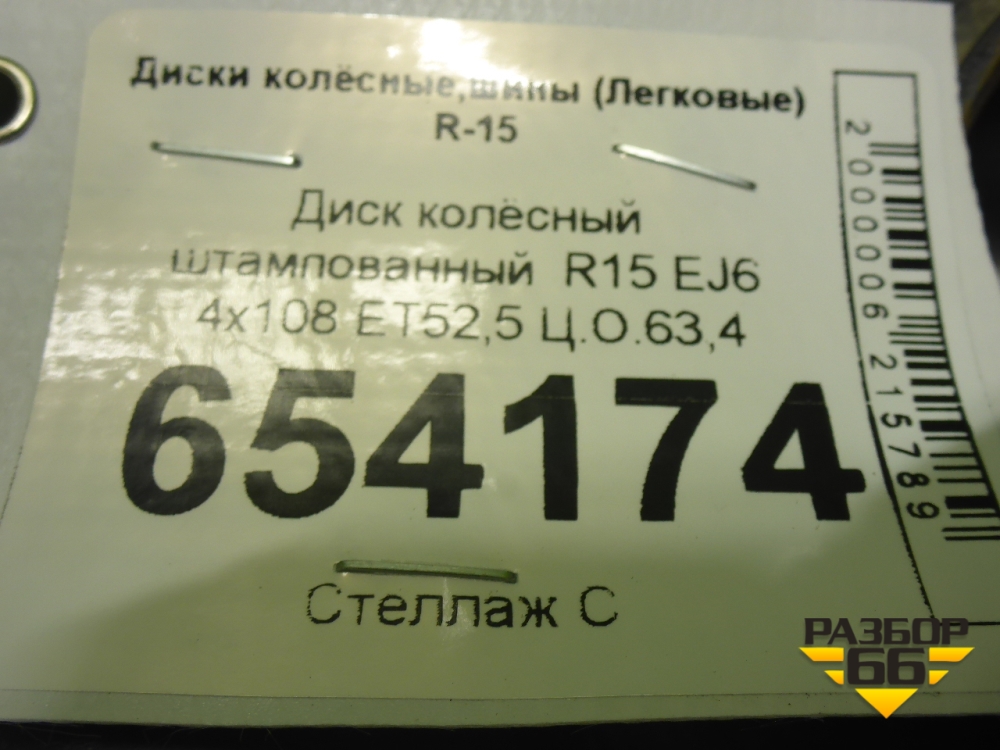 Диски колёсные,шины (Легковые)
R-15
Диск колёсный
штампованный R15 EJ6
4x108 ET52,5 Ц.О.63,4
654174
Стеллаж С
2000006215789
РАЗБОР
66